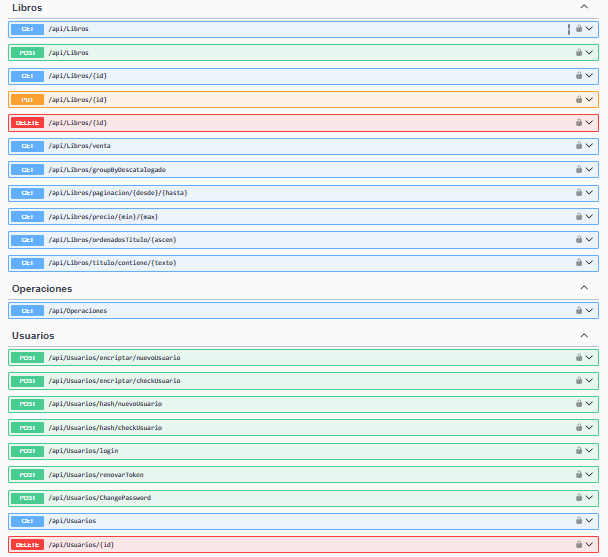 Libros
GET /api/Libros
POST /api/Libros
GET /api/Libros/{id}
PUT /api/Libros/{id}
DELETE /api/Libros/{id}
GET /api/Libros/venta
GET /api/Libros/groupByDescatalogado
GET /api/Libros/paginacion/{desde}/{hasta}
GET /api/Libros/precio/{min}/{max}
GET /api/Libros/ordenadosTitulo/{ascen}
GET /api/Libros/titulo/contiene/{texto}
Operaciones
GET /api/Operaciones
Usuarios
POST /api/Usuarios/encriptar/nuevoUsuario
POST /api/Usuarios/encriptar/checkUsuario
POST /api/Usuarios/hash/nuevoUsuario
POST /api/Usuarios/hash/checkUsuario
POST /api/Usuarios/login
POST /api/Usuarios/renovarToken
POST /api/Usuarios/ChangePassword
GET /api/Usuarios
DELETE /api/Usuarios/{id}